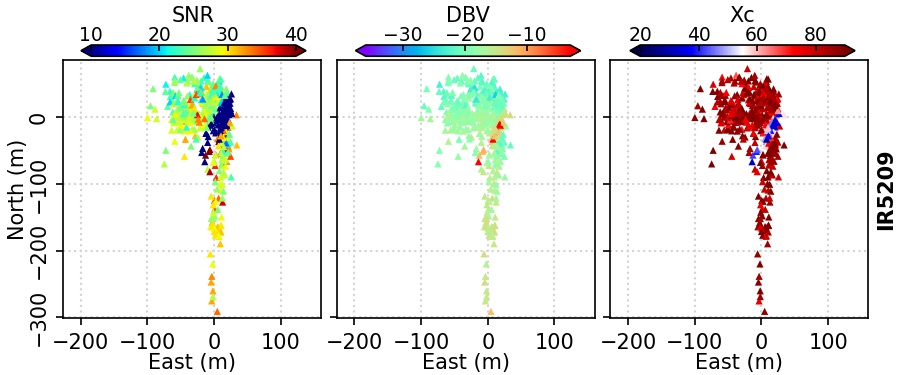 SNR DBV Xc
10 20 30 40 −30 −20 −10 20 40 60 80
North (m)
0
−100
−200
−300
−200 −100 0 100 −200 −100 0 100 −200 −100 0 100
East (m) East (m) East (m)
IR5209